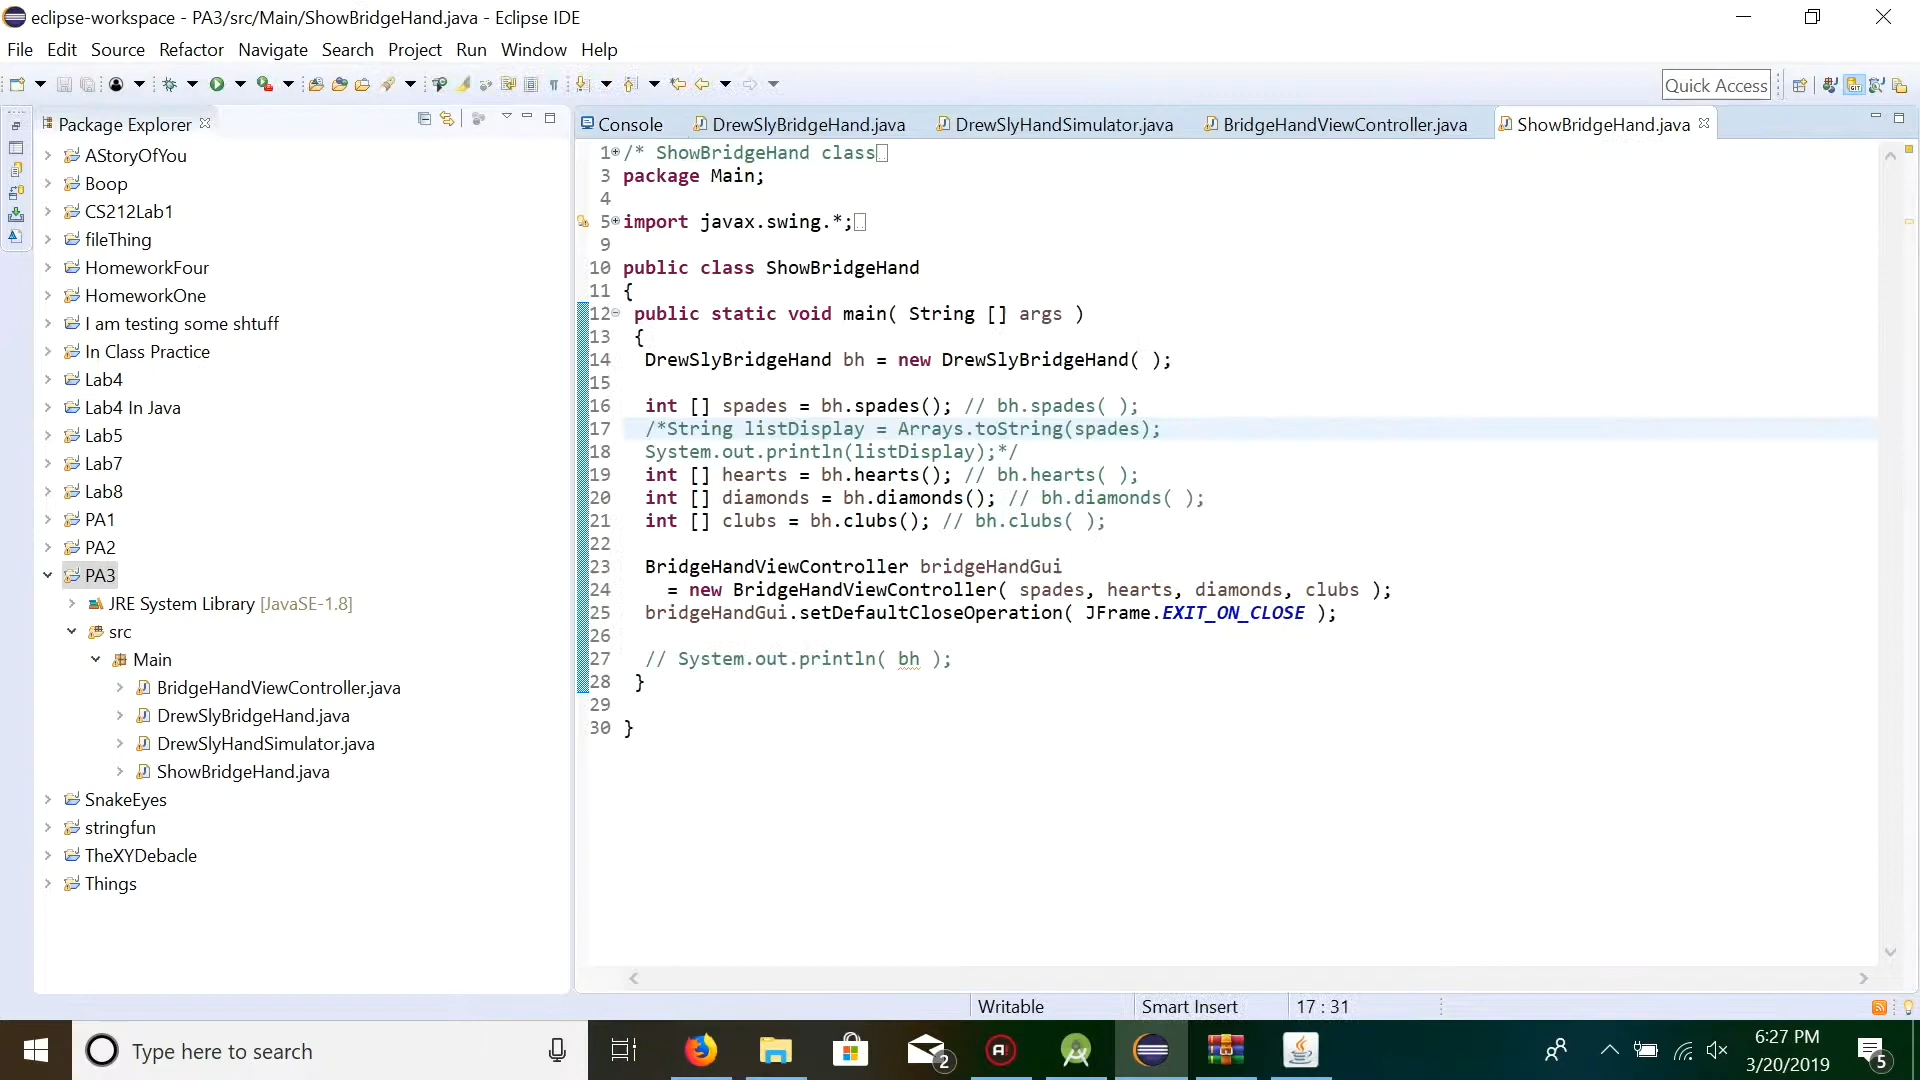 eclipse-workspace - PA3/src/Main/ShowBridgeHand.java - Eclipse IDE
File Edit Source Refactor Navigate Search Project Run Window Help
Quick Access
Package Explorer
AStoryOfYou
Boop
CS212Lab1
fileThing
HomeworkFour
HomeworkOne
I am testing some shtuff
In Class Practice
Lab4
Lab4 In Java
Lab5
Lab7
Lab8
PA1
PA2
PA3
JRE System Library [JavaSE-1.8]
src
Main
BridgeHandViewController.java
DrewSlyBridgeHand.java
DrewSlyHandSimulator.java
ShowBridgeHand.java
SnakeEyes
stringfun
TheXYDebacle
Things
Console DrewSlyBridgeHand.java DrewSlyHandSimulator.java BridgeHandViewController.java ShowBridgeHand.java
1 /* ShowBridgeHand class
3 package Main;
4
5 import javax.swing.*;
9
10 public class ShowBridgeHand
11 {
12 public static void main( String [] args )
13 {
14 DrewSlyBridgeHand bh = new DrewSlyBridgeHand( );
15
16 int [] spades = bh.spades(); // bh.spades( );
17 /*String listDisplay = Arrays.toString(spades);
18 System.out.println(listDisplay);*/
19 int [] hearts = bh.hearts(); // bh.hearts( );
20 int [] diamonds = bh.diamonds(); // bh.diamonds( );
21 int [] clubs = bh.clubs(); // bh.clubs( );
22
23 BridgeHandViewController bridgeHandGui
24 = new BridgeHandViewController( spades, hearts, diamonds, clubs );
25 bridgeHandGui.setDefaultCloseOperation( JFrame.EXIT_ON_CLOSE );
26
27 // System.out.println( bh );
28 }
29
30 }
Writable Smart Insert 17 : 31
Type here to search
2
6:27 PM
3/20/2019
5